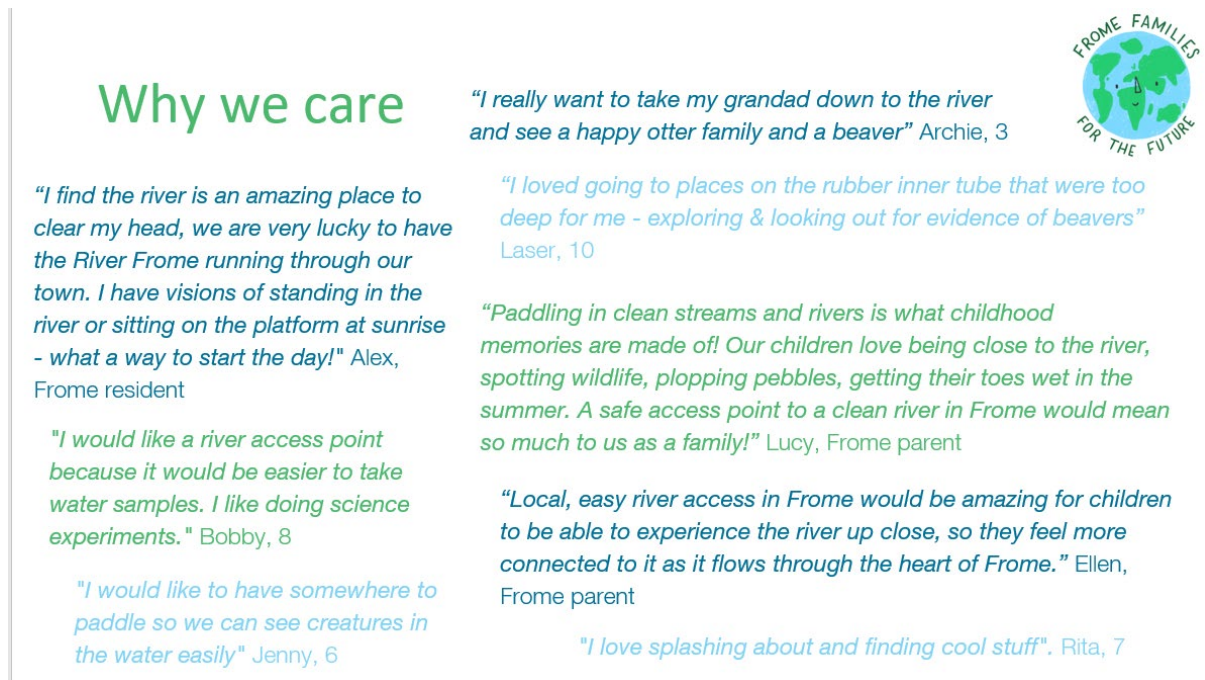 Why we care
“I find the river is an amazing place to
clear my head, we are very lucky to have
the River Frome running through our
town. I have visions of standing in the
river or sitting on the platform at sunrise
- what a way to start the day!" Alex,
Frome resident
"I would like a river access point
because it would be easier to take
water samples. I like doing science
experiments." Bobby, 8
"I would like to have somewhere to
paddle so we can see creatures in
the water easily" Jenny, 6
“I really want to take my grandad down to the river
and see a happy otter family and a beaver” Archie, 3
“I loved going to places on the rubber inner tube that were too
deep for me - exploring & looking out for evidence of beavers”
Laser, 10
“Paddling in clean streams and rivers is what childhood
memories are made of! Our children love being close to the river,
spotting wildlife, plopping pebbles, getting their toes wet in the
summer. A safe access point to a clean river in Frome would mean
so much to us as a family!” Lucy, Frome parent
“Local, easy river access in Frome would be amazing for children
to be able to experience the river up close, so they feel more
connected to it as it flows through the heart of Frome.” Ellen,
Frome parent
"I love splashing about and finding cool stuff". Rita, 7
FROME FAMILIES
FOR THE FUTURE